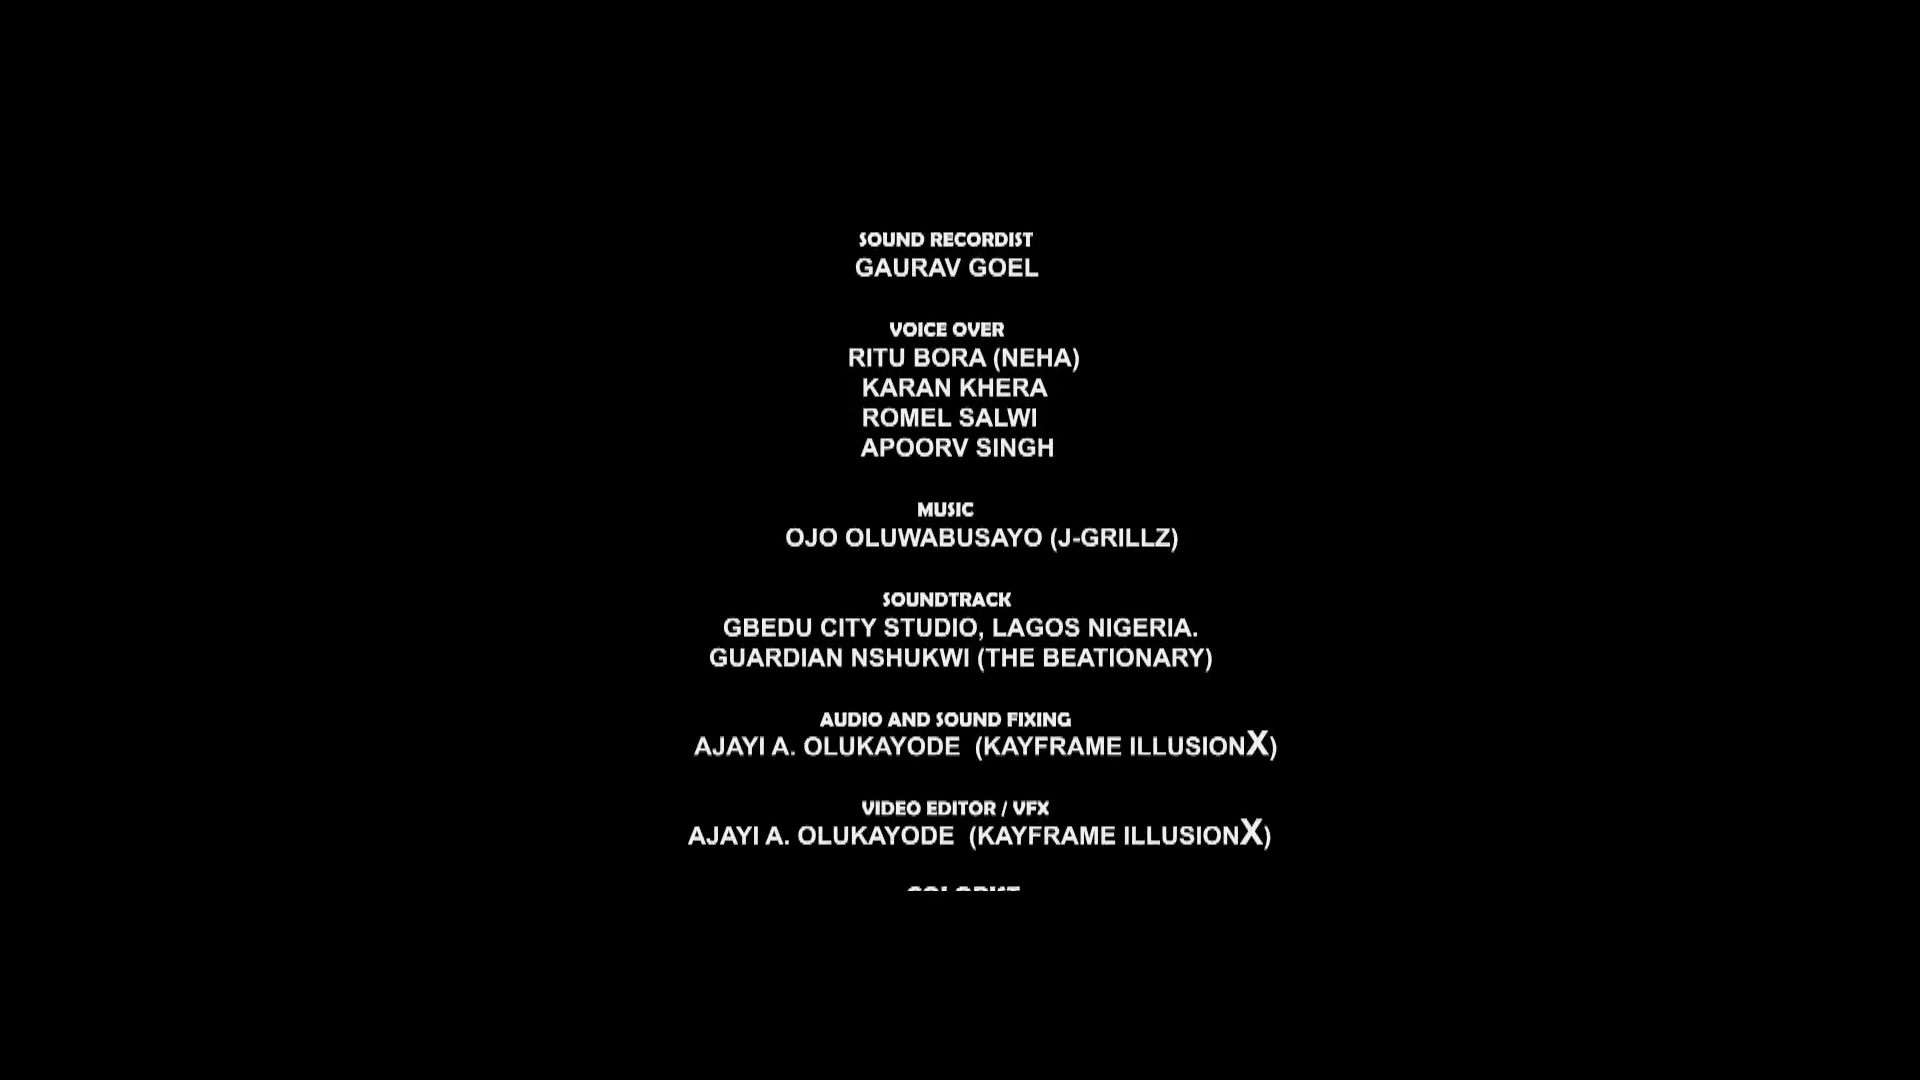 SOUND RECORDIST
GAURAV GOEL
VOICE OVER
RITU BORA (NEHA)
KARAN KHERA
ROMEL SALWI
APOORV SINGH
MUSIC
OJO OLUWABUSAYO (J-GRILLZ)
SOUNDTRACK
GBEDU CITY STUDIO, LAGOS NIGERIA.
GUARDIAN NSHUKWI (THE BEATIONARY)
AUDIO AND SOUND FIXING
AJAYI A. OLUKAYODE (KAYFRAME ILLUSIONX)
VIDEO EDITOR / VFX
AJAYI A. OLUKAYODE (KAYFRAME ILLUSIONX)